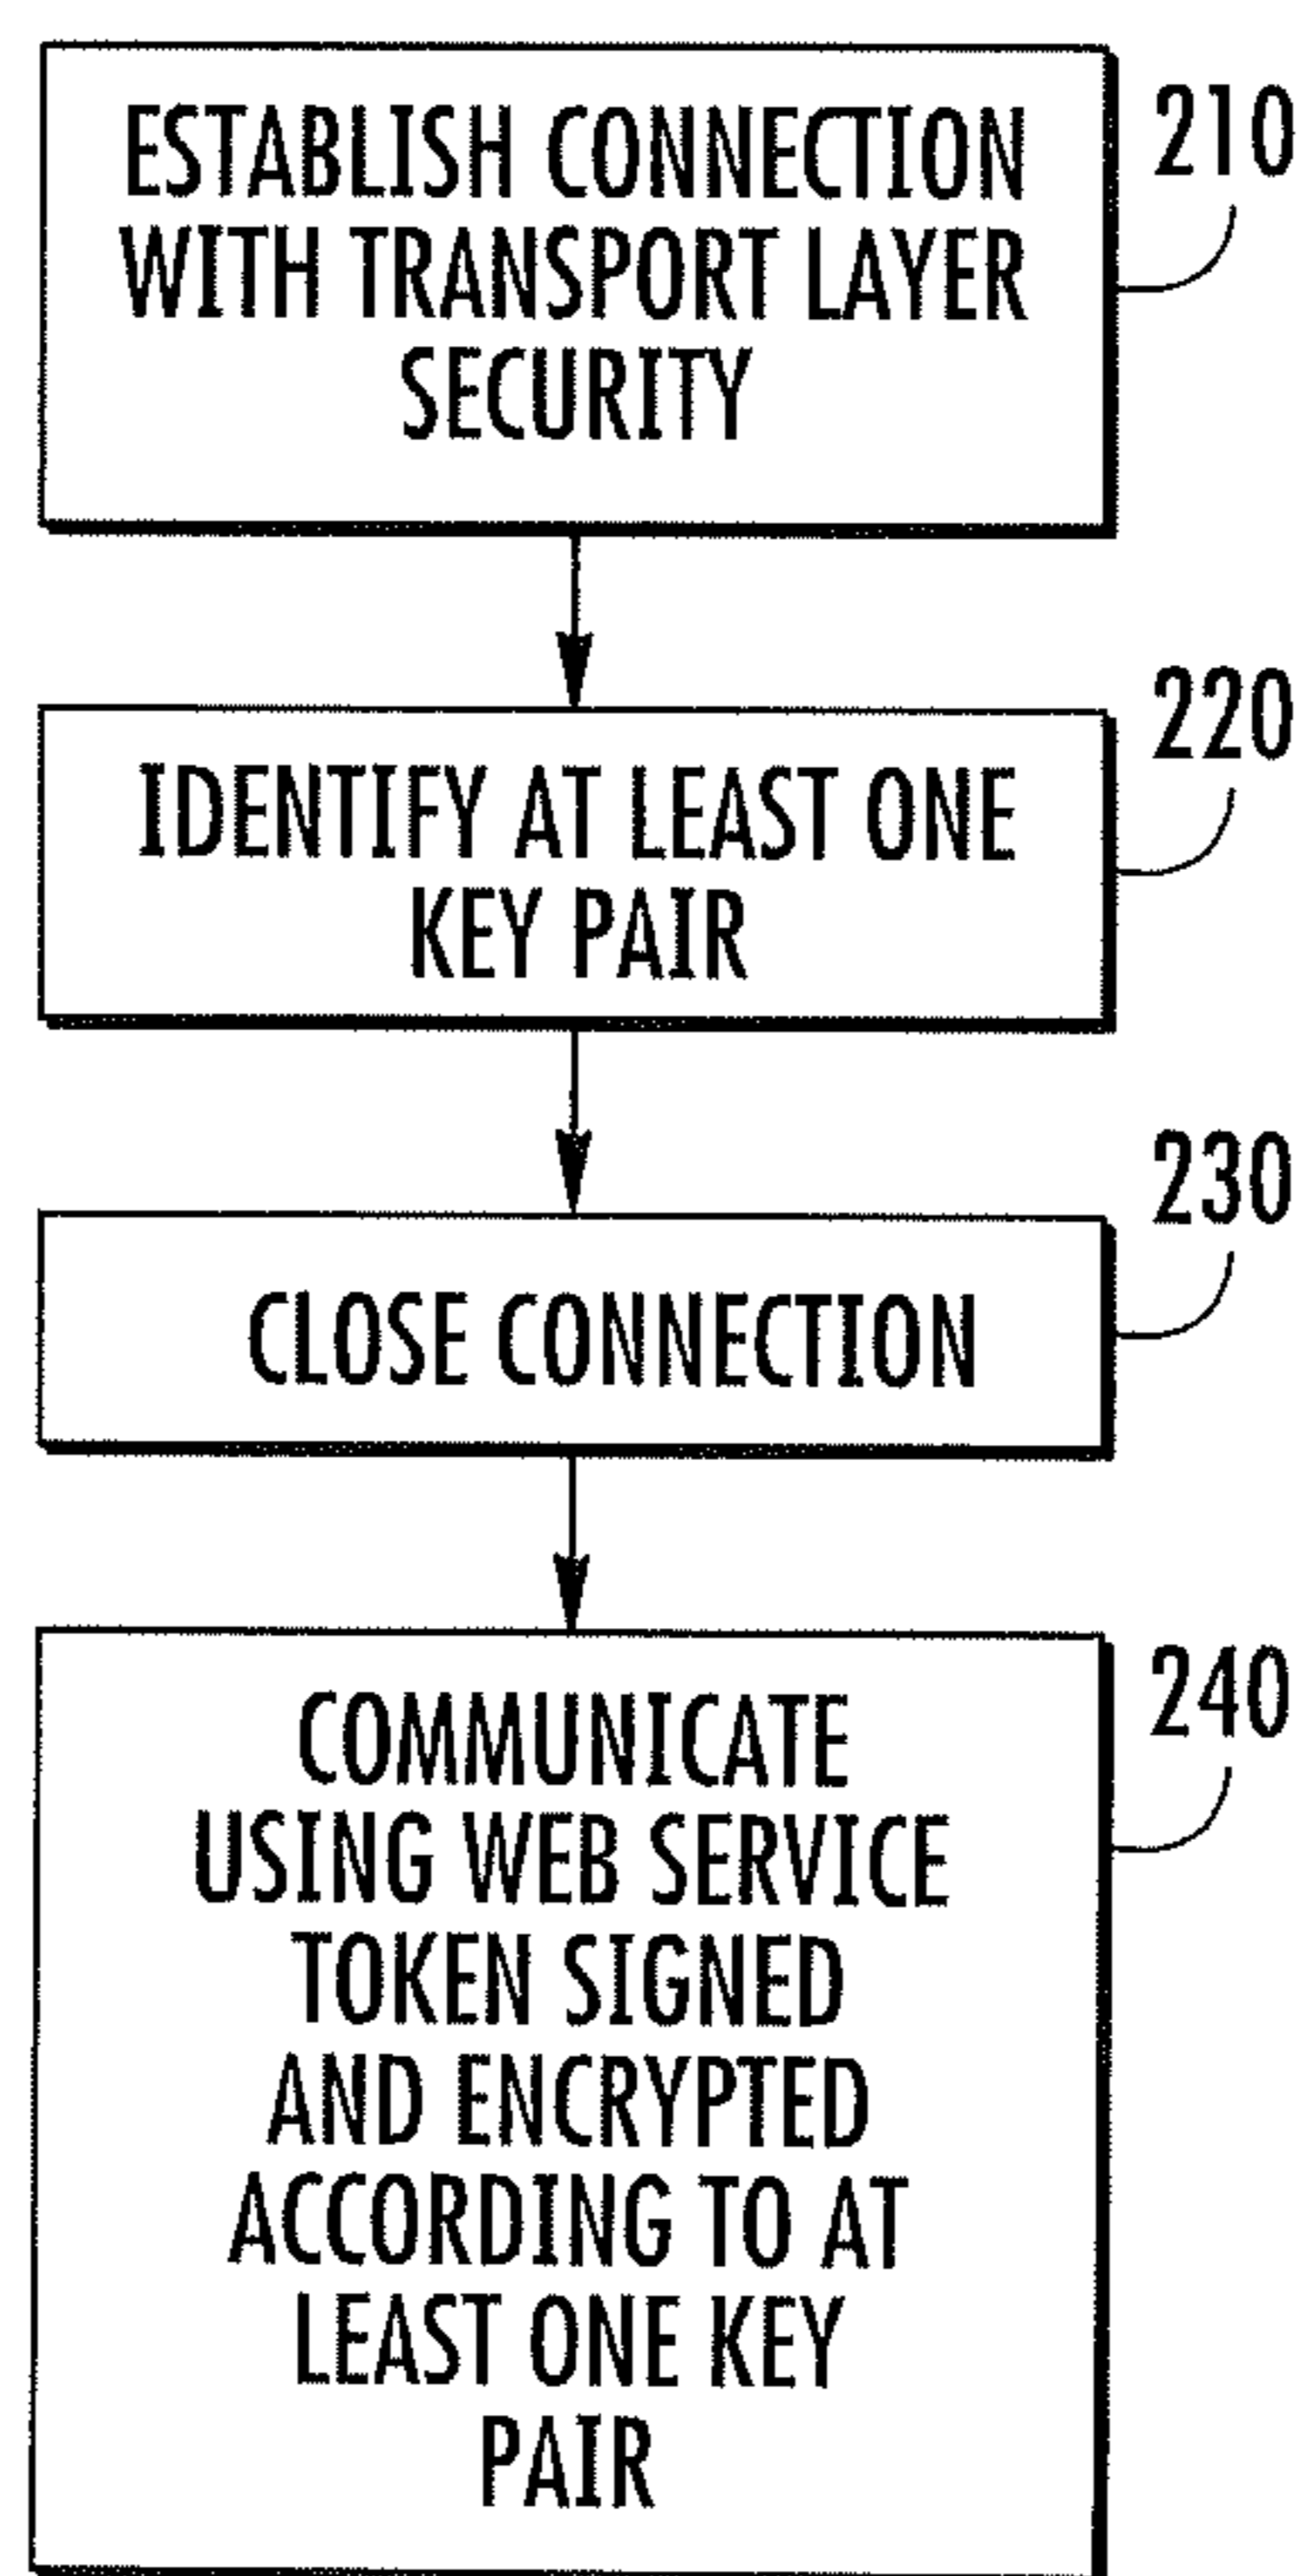 ESTABLISH CONNECTION
WITH TRANSPORT LAYER
SECURITY
210
IDENTIFY AT LEAST ONE
KEY PAIR
220
CLOSE CONNECTION
230
COMMUNICATE
USING WEB SERVICE
TOKEN SIGNED
AND ENCRYPTED
ACCORDING TO AT
LEAST ONE KEY
PAIR
240